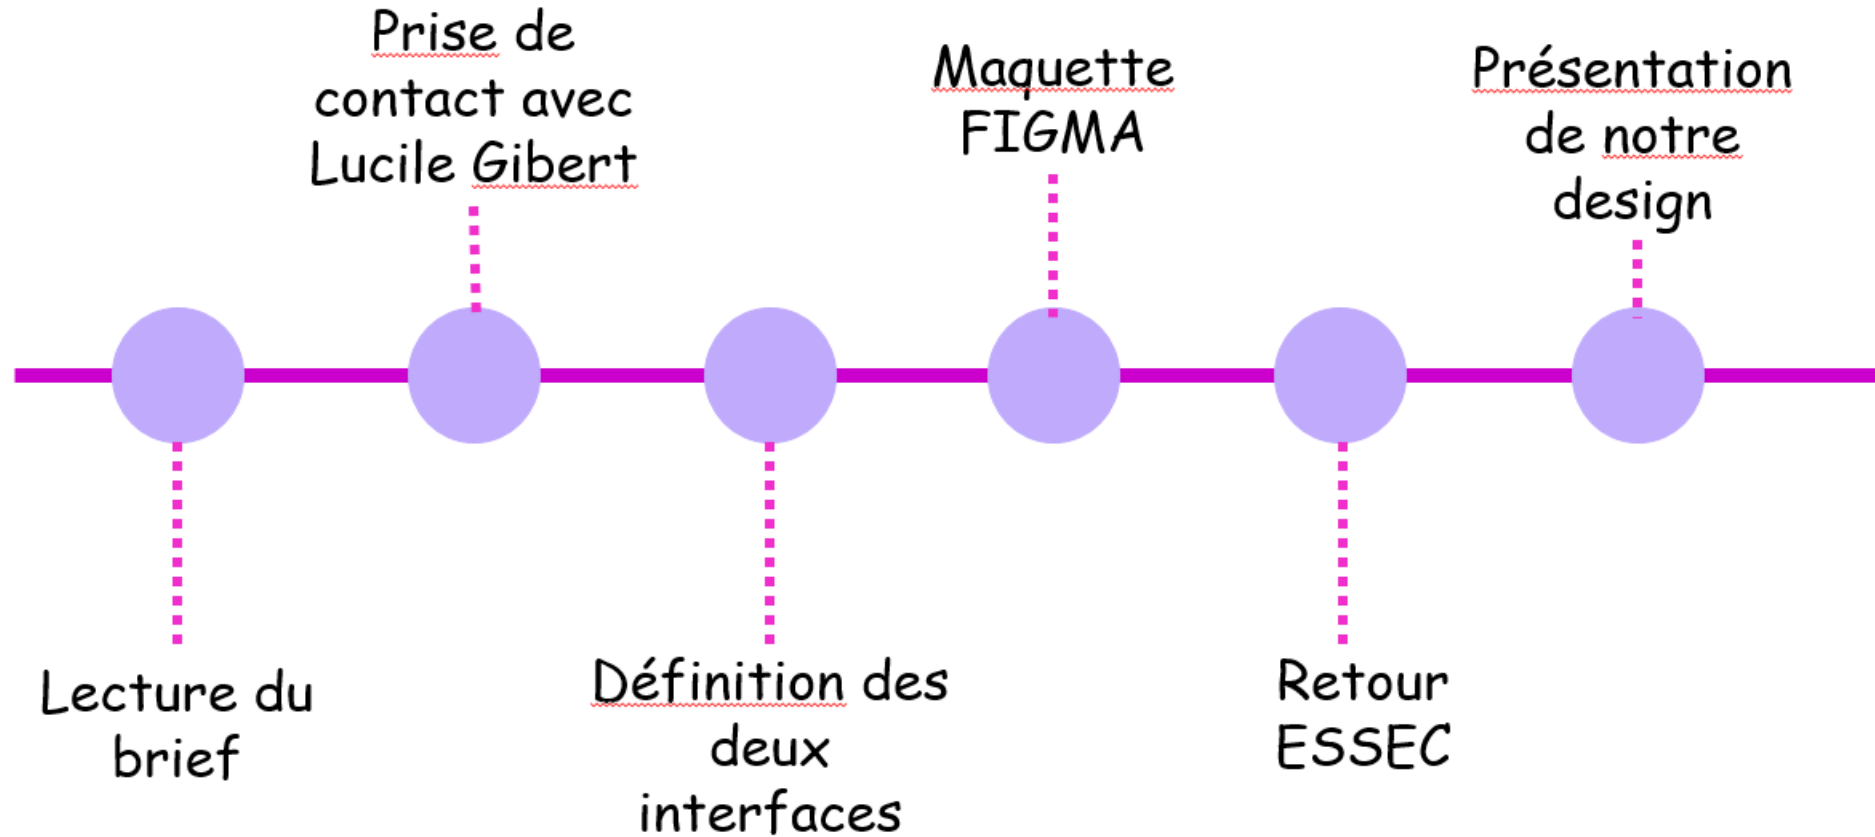 Prise de
contact avec
Lucile Gibert
Maquette
FIGMA
Présentation
de notre
design
Lecture du
brief
Définition des
deux
interfaces
Retour
ESSEC